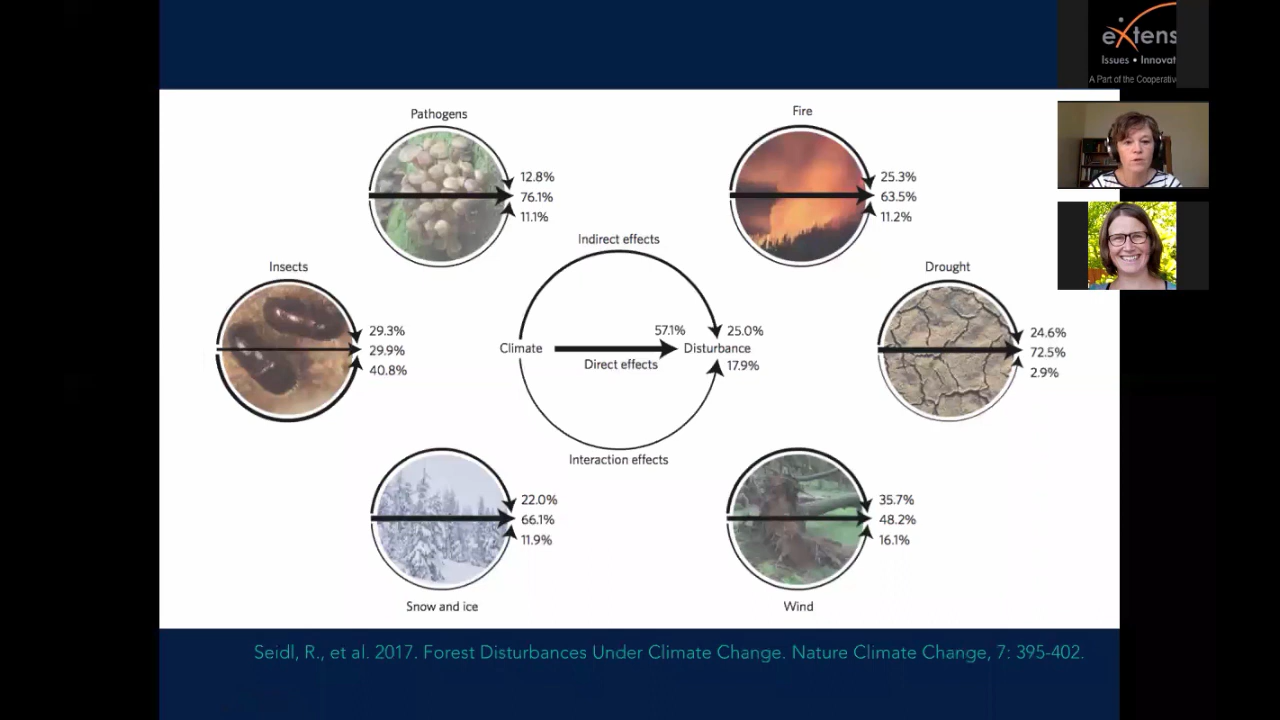 eXtens
Issues • Innovat
A Part of the Cooperativ
Pathogens
12.8%
76.1%
11.1%
Fire
25.3%
63.5%
11.2%
Insects
29.3%
29.9%
40.8%
Indirect effects
Climate
57.1%
Direct effects
Disturbance
25.0%
17.9%
Interaction effects
Drought
24.6%
72.5%
2.9%
22.0%
66.1%
11.9%
Snow and ice
35.7%
48.2%
16.1%
Wind
Seidl, R., et al. 2017. Forest Disturbances Under Climate Change. Nature Climate Change, 7: 395-402.